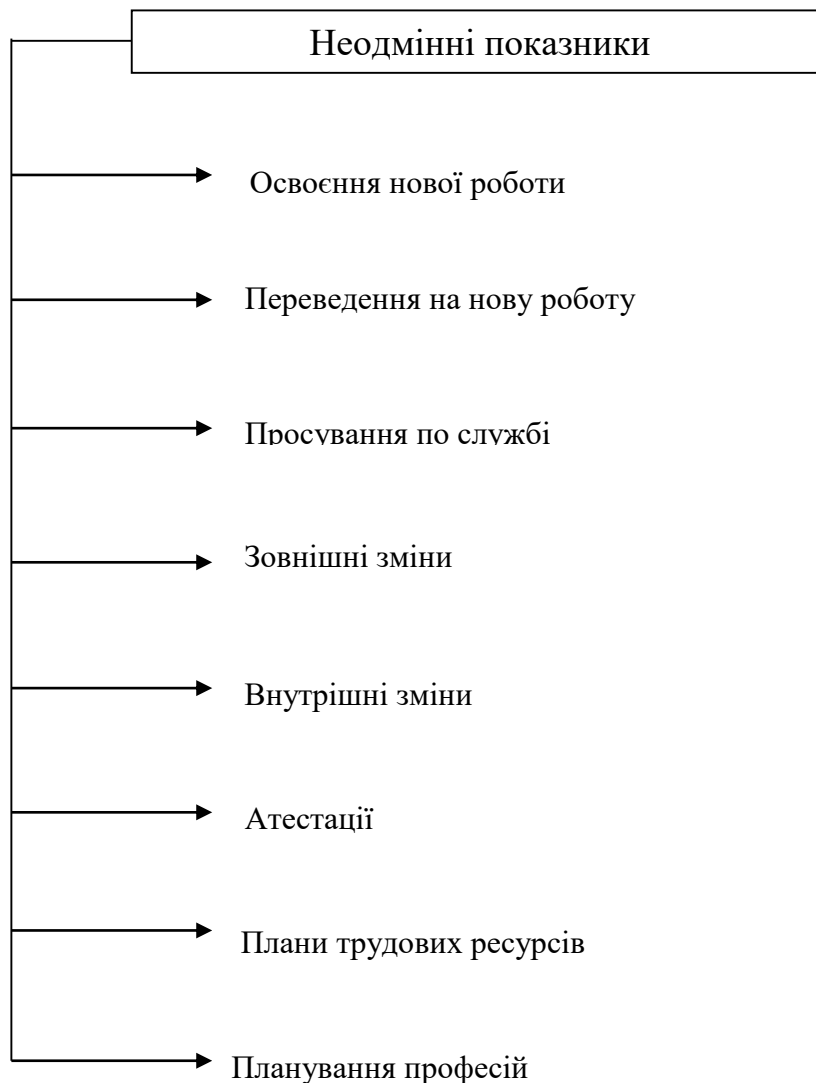 Неодмінні показники
Освоєння нової роботи
Переведення на нову роботу
Просування по службі
Зовнішні зміни
Внутрішні зміни
Атестації
Плани трудових ресурсів
Планування професій